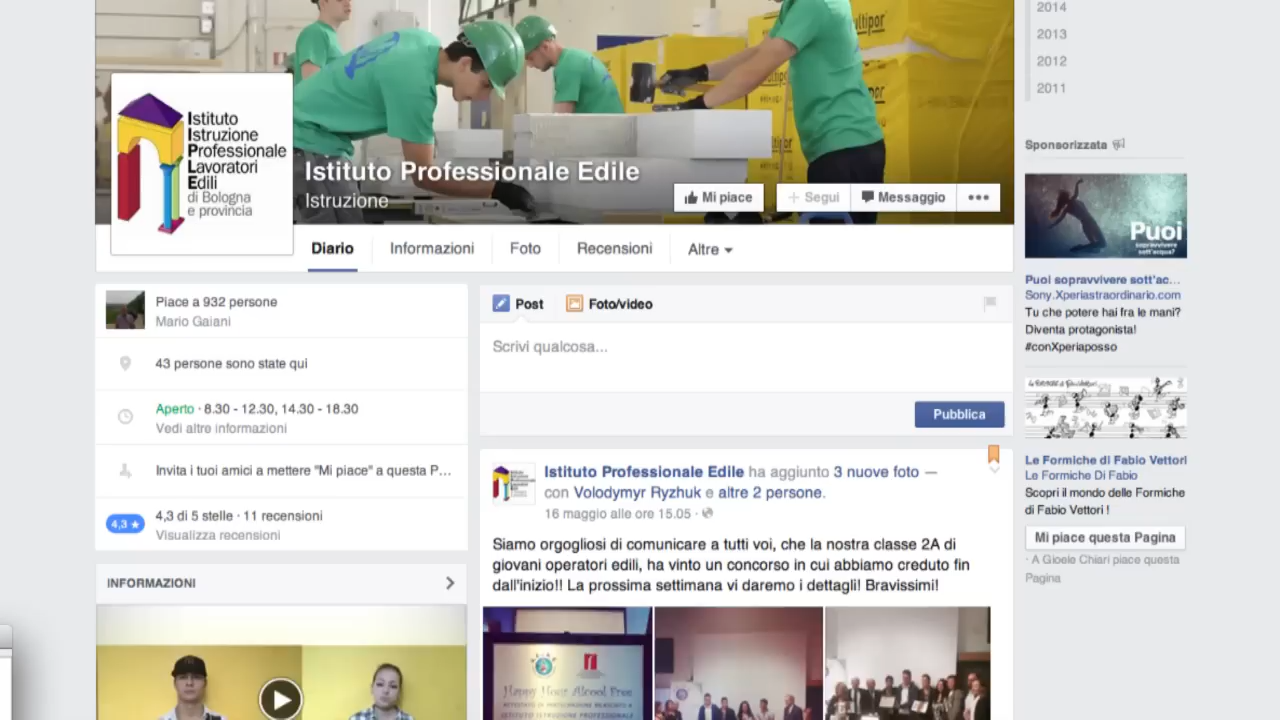 multipor
multipor
Istituto
Istruzione
Professionale
Lavoratori
Edili
di Bologna
e provincia
Istituto Professionale Edile
Istruzione
Mi piace
+ Segui
Messaggio
•••
Diario
Informazioni
Foto
Recensioni
Altre
Piace a 932 persone
Mario Gaiani
43 persone sono state qui
Aperto · 8.30 - 12.30, 14.30 - 18.30
Vedi altre informazioni
Invita i tuoi amici a mettere "Mi piace" a questa P...
4,3 ★
4,3 di 5 stelle · 11 recensioni
Visualizza recensioni
INFORMAZIONI
Post
Foto/video
Scrivi qualcosa...
Pubblica
Istituto Professionale Edile ha aggiunto 3 nuove foto —
con Volodymyr Ryzhuk e altre 2 persone.
16 maggio alle ore 15.05 ·
Siamo orgogliosi di comunicare a tutti voi, che la nostra classe 2A di
giovani operatori edili, ha vinto un concorso in cui abbiamo creduto fin
dall'inizio!! La prossima settimana vi daremo i dettagli! Bravissimi!
Happy Hour Alcool Free
ISTITUTO ISTRUZIONE PROFESSIONALE
2014
2013
2012
2011
Sponsorizzata
Puoi
sopravvivere
sott'acqua?
Puoi sopravvivere sott'ac...
Sony.Xperiastraordinario.com
Tu che potere hai fra le mani?
Diventa protagonista!
#conXperiaposso
Le Formiche di Fabio Vettori
Le Formiche Di Fabio
Scopri il mondo delle Formiche
di Fabio Vettori !
Mi piace questa Pagina
· A Gioele Chiari piace questa
Pagina